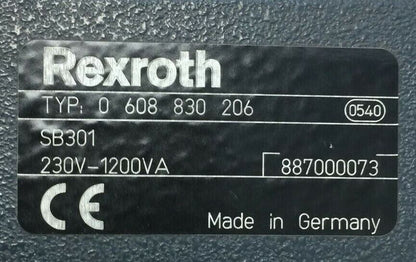 Rexroth
TYP: 0 608 830 206 0540
SB301
230V-1200VA 887000073
CE Made in Germany